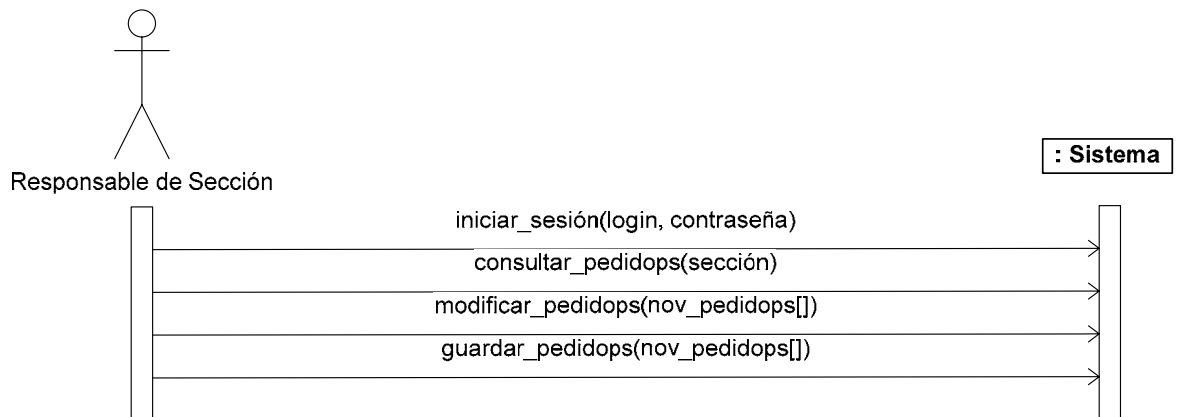 : Sistema
Responsable de Sección
iniciar_sesión(login, contraseña)
consultar_pedidops(sección)
modificar_pedidops(nov_pedidops[])
guardar_pedidops(nov_pedidops[])